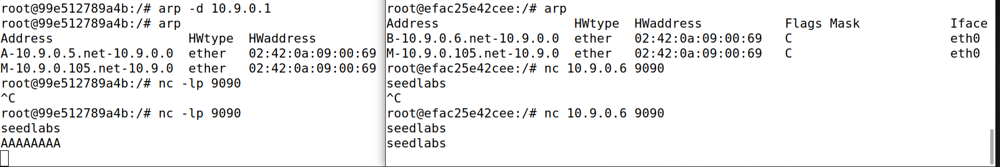 root@99e512789a4b:/# arp -d 10.9.0.1
root@99e512789a4b:/# arp
Address                  HWtype  HWaddress
A-10.9.0.5.net-10.9.0.0  ether   02:42:0a:09:00:69
M-10.9.0.105.net-10.9.0  ether   02:42:0a:09:00:69
root@99e512789a4b:/# nc -lp 9090
^C
root@99e512789a4b:/# nc -lp 9090
seedlabs
AAAAAAAA
root@efac25e42cee:/# arp
Address                  HWtype  HWaddress           Flags Mask            Iface
B-10.9.0.6.net-10.9.0.0  ether   02:42:0a:09:00:69   C                     eth0
M-10.9.0.105.net-10.9.0  ether   02:42:0a:09:00:69   C                     eth0
root@efac25e42cee:/# nc 10.9.0.6 9090
seedlabs
^C
root@efac25e42cee:/# nc 10.9.0.6 9090
seedlabs
seedlabs